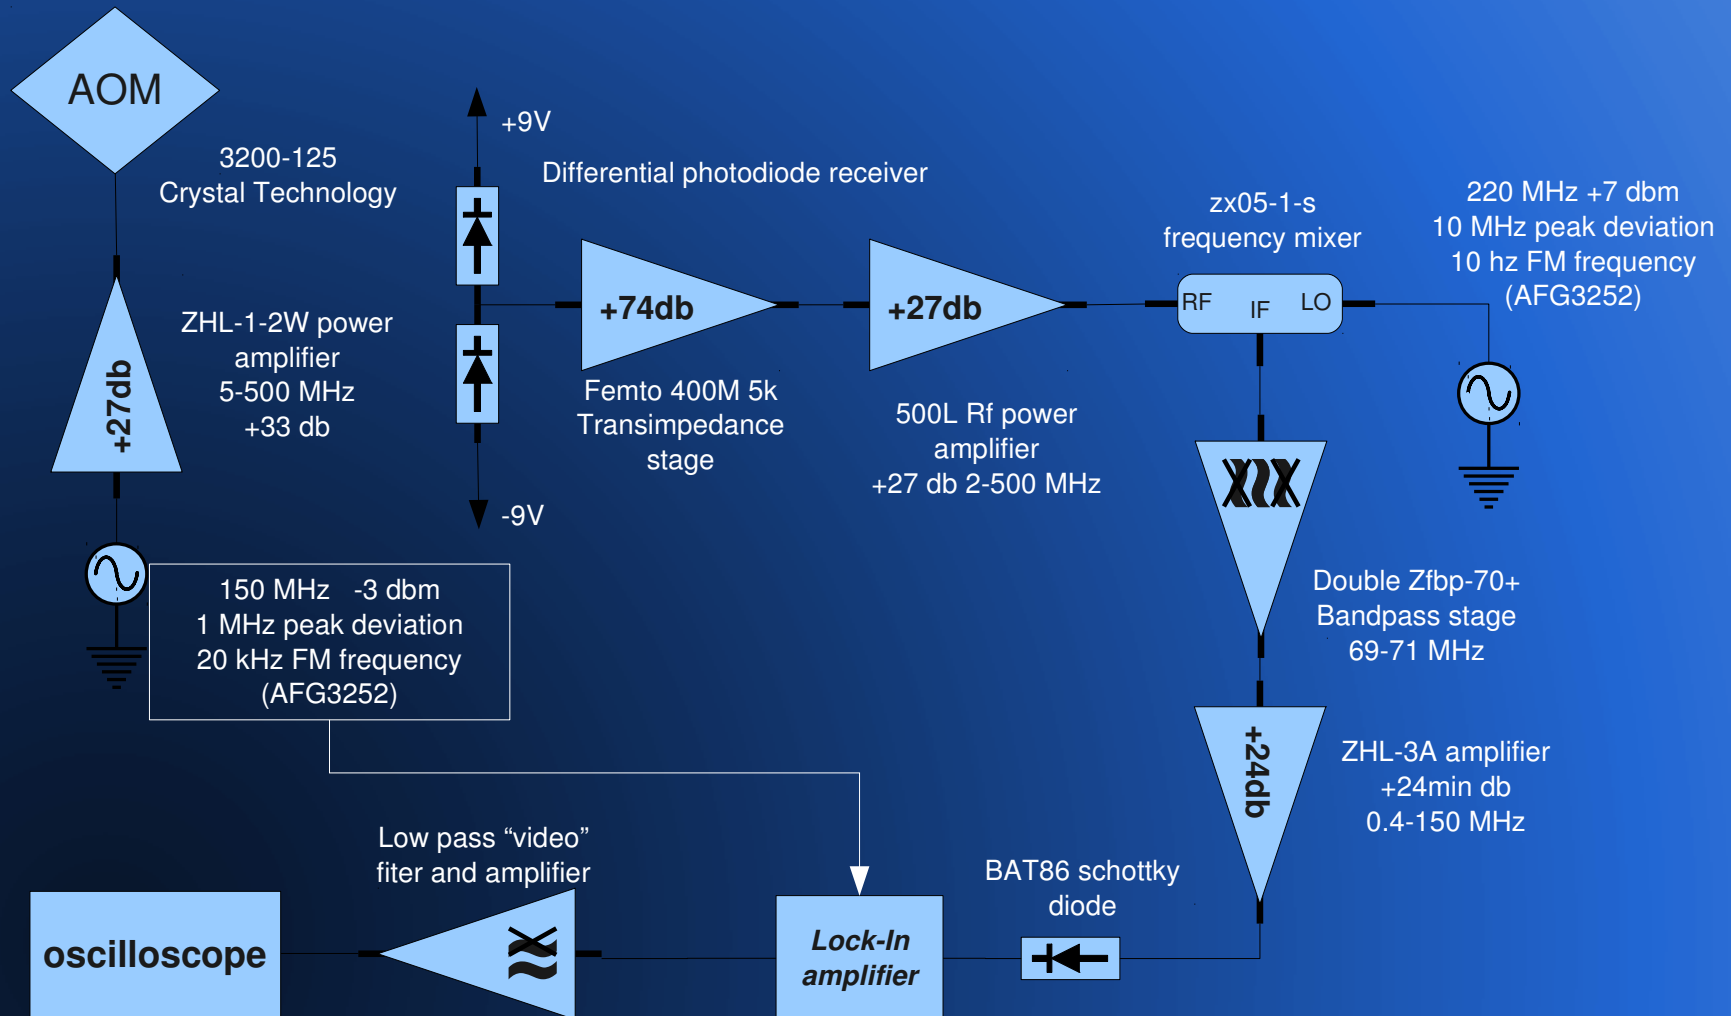 AOM
3200-125
Crystal Technology
+27db
ZHL-1-2W power
amplifier
5-500 MHz
+33 db
150 MHz   -3 dbm
1 MHz peak deviation
20 kHz FM frequency
(AFG3252)
+9V
-9V
Differential photodiode receiver
+74db
Femto 400M 5k
Transimpedance
stage
+27db
500L Rf power
amplifier
+27 db 2-500 MHz
zx05-1-s
frequency mixer
RF
IF
LO
220 MHz +7 dbm
10 MHz peak deviation
10 hz FM frequency
(AFG3252)
Double Zfbp-70+
Bandpass stage
69-71 MHz
+24db
ZHL-3A amplifier
+24min db
0.4-150 MHz
BAT86 schottky
diode
Lock-In
amplifier
Low pass “video”
fiter and amplifier
oscilloscope